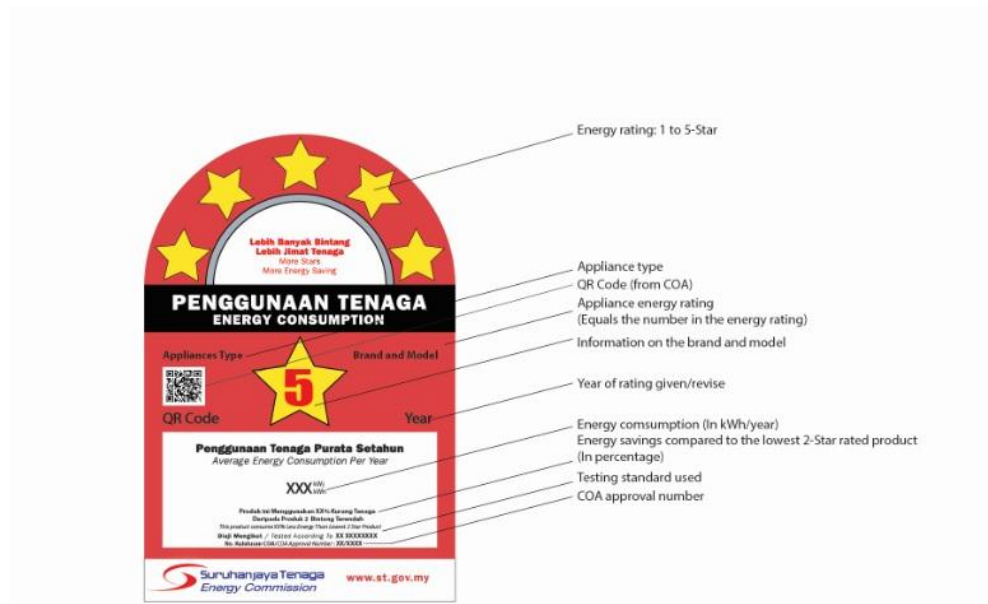 Energy rating: 1 to 5-Star
Lebih Banyak Bintang
Lebih Jimat Tenaga
More Stars
More Energy Saving
PENGGUNAAN TENAGA
ENERGY CONSUMPTION
Appliance type
QR Code (from COA)
Appliance energy rating
(Equals the number in the energy rating)
Information on the brand and model
Appliances Type
Brand and Model
5
QR Code
Year
Year of rating given/revise
Energy comsumption (In kWh/year)
Energy savings compared to the lowest 2-Star rated product
(In percentage)
Testing standard used
COA approval number
Penggunaan Tenaga Purata Setahun
Average Energy Consumption Per Year
XXX kWj
kWh
Produk Ini Menggunakan XX% Kurang Tenaga
Daripada Produk 2 Bintang Terendah
This product consumes XX% Less Energy Than Lowest 2 Star Product
Diuji Mengikut / Tested According To XX XXXXXXXX
No. Kelulusan COA / COA Approval Number: XX/XXXX
Suruhanjaya Tenaga
Energy Commission
www.st.gov.my